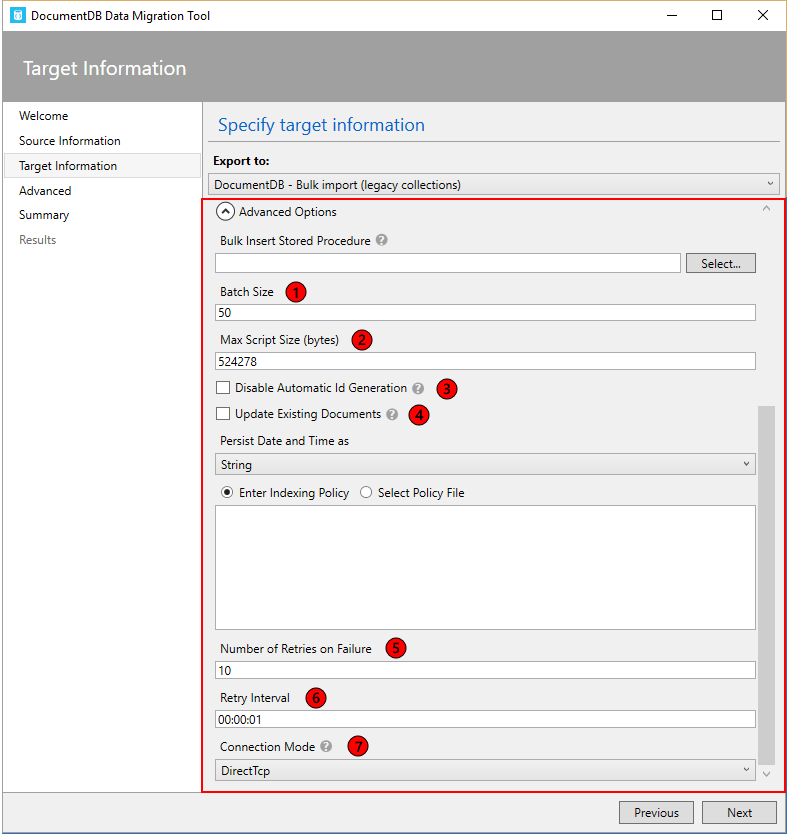 DocumentDB Data Migration Tool
Target Information
Welcome
Source Information
Target Information
Advanced
Summary
Results
Specify target information
Export to:
DocumentDB - Bulk import (legacy collections)
Advanced Options
Bulk Insert Stored Procedure ?
Select...
Batch Size 1
50
Max Script Size (bytes) 2
524278
Disable Automatic Id Generation ? 3
Update Existing Documents ? 4
Persist Date and Time as
String
Enter Indexing Policy Select Policy File
Number of Retries on Failure 5
10
Retry Interval 6
00:00:01
Connection Mode ? 7
DirectTcp
Previous Next